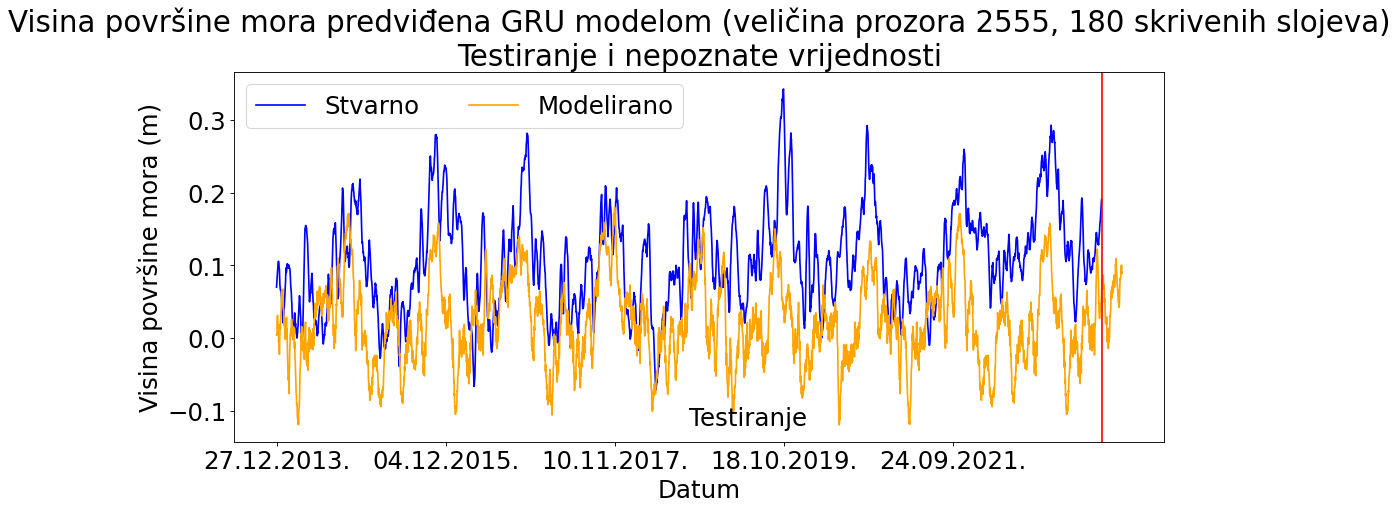 Visina površine mora predviđena GRU modelom (veličina prozora 2555, 180 skrivenih slojeva)
Testiranje i nepoznate vrijednosti
Stvarno
Modelirano
Visina površine mora (m)
0.3
0.2
0.1
0.0
−0.1
Testiranje
27.12.2013.
04.12.2015.
10.11.2017.
18.10.2019.
24.09.2021.
Datum